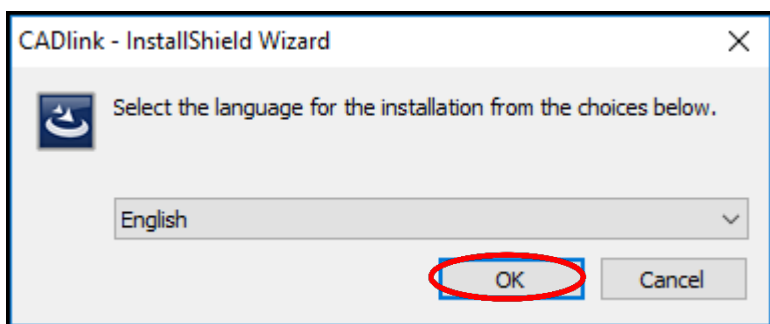 CADlink - InstallShield Wizard
Select the language for the installation from the choices below.
English
OK Cancel